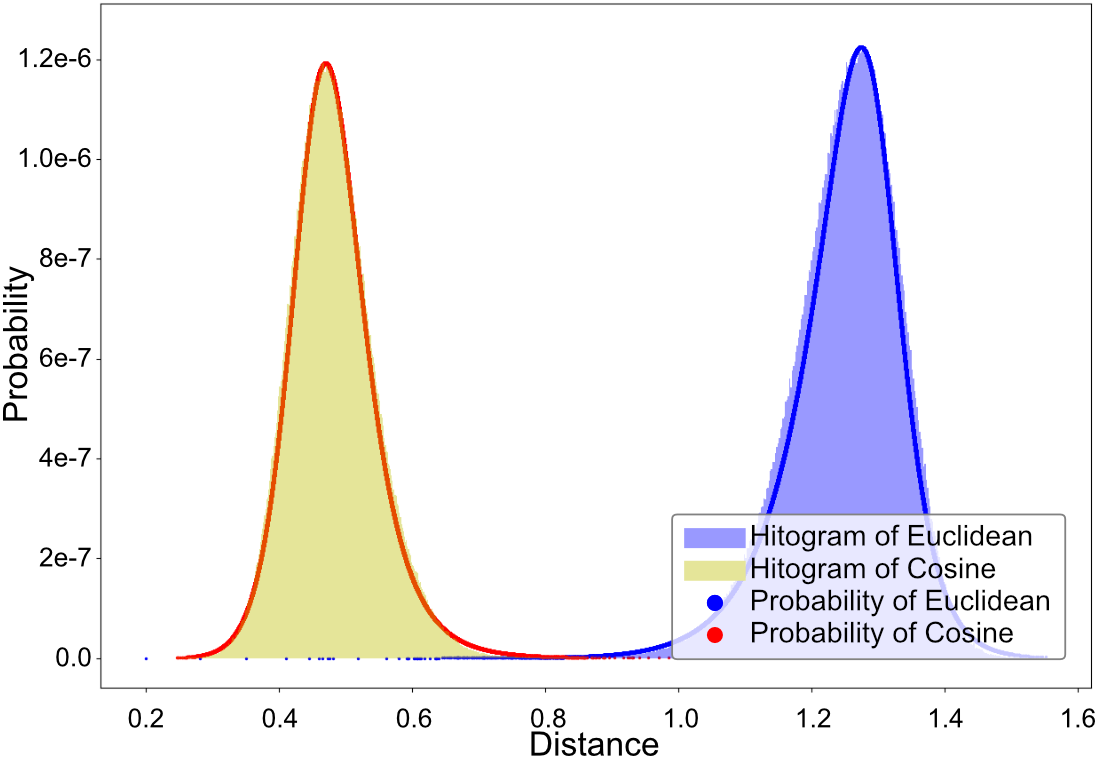 Probability
1.2e-6
1.0e-6
8e-7
6e-7
4e-7
2e-7
0.0
Hitogram of Euclidean
Hitogram of Cosine
Probability of Euclidean
Probability of Cosine
0.2 0.4 0.6 0.8 1.0 1.2 1.4 1.6
Distance